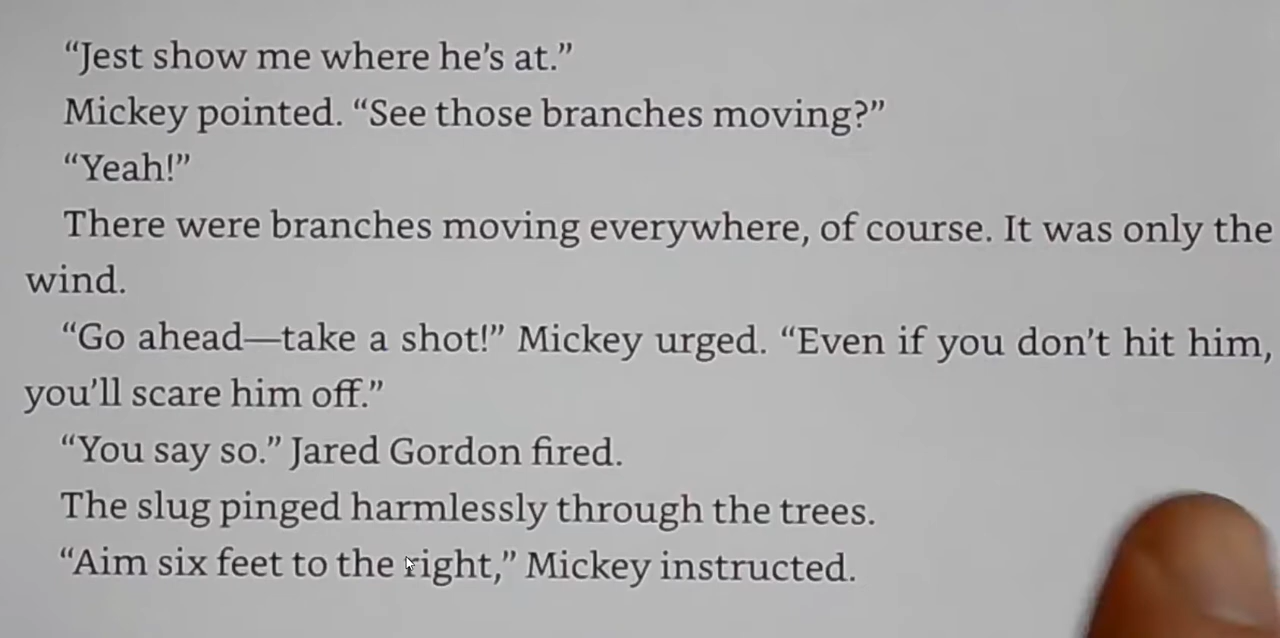 “Jest show me where he’s at.”
Mickey pointed. “See those branches moving?”
“Yeah!”
There were branches moving everywhere, of course. It was only the
wind.
“Go ahead—take a shot!” Mickey urged. “Even if you don’t hit him,
you’ll scare him off.”
“You say so.” Jared Gordon fired.
The slug pinged harmlessly through the trees.
“Aim six feet to the right,” Mickey instructed.